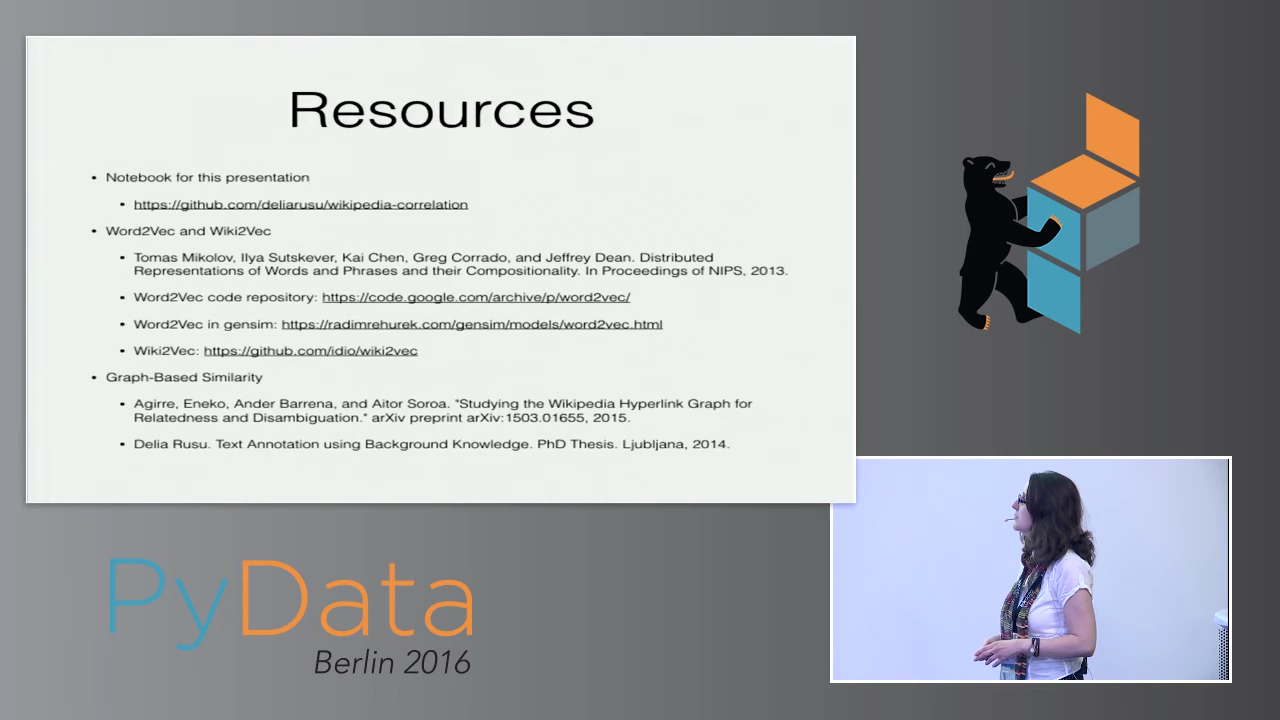 Resources
• Notebook for this presentation
• https://github.com/deliarusu/wikipedia-correlation
• Word2Vec and Wiki2Vec
• Tomas Mikolov, Ilya Sutskever, Kai Chen, Greg Corrado, and Jeffrey Dean. Distributed
Representations of Words and Phrases and their Compositionality. In Proceedings of NIPS, 2013.
• Word2Vec code repository: https://code.google.com/archive/p/word2vec/
• Word2Vec in gensim: https://radimrehurek.com/gensim/models/word2vec.html
• Wiki2Vec: https://github.com/idio/wiki2vec
• Graph-Based Similarity
• Agirre, Eneko, Ander Barrena, and Aitor Soroa. "Studying the Wikipedia Hyperlink Graph for
Relatedness and Disambiguation." arXiv preprint arXiv:1503.01655, 2015.
• Delia Rusu. Text Annotation using Background Knowledge. PhD Thesis. Ljubljana, 2014.
PyData
Berlin 2016